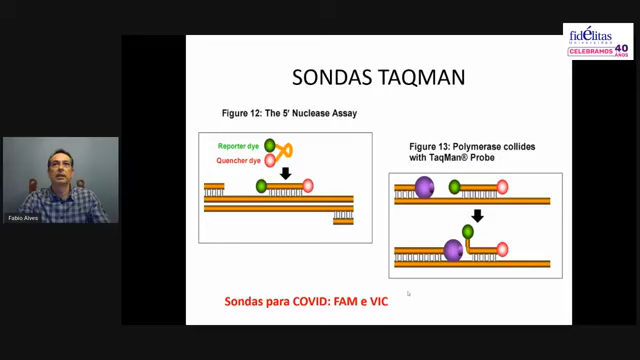 fidélitas
Universidad
CELEBRAMOS 40 AÑOS
SONDAS TAQMAN
Figure 12: The 5′ Nuclease Assay
Reporter dye
Quencher dye
Figure 13: Polymerase collides
with TaqMan® Probe
Fabio Alves
Sondas para COVID: FAM e VIC